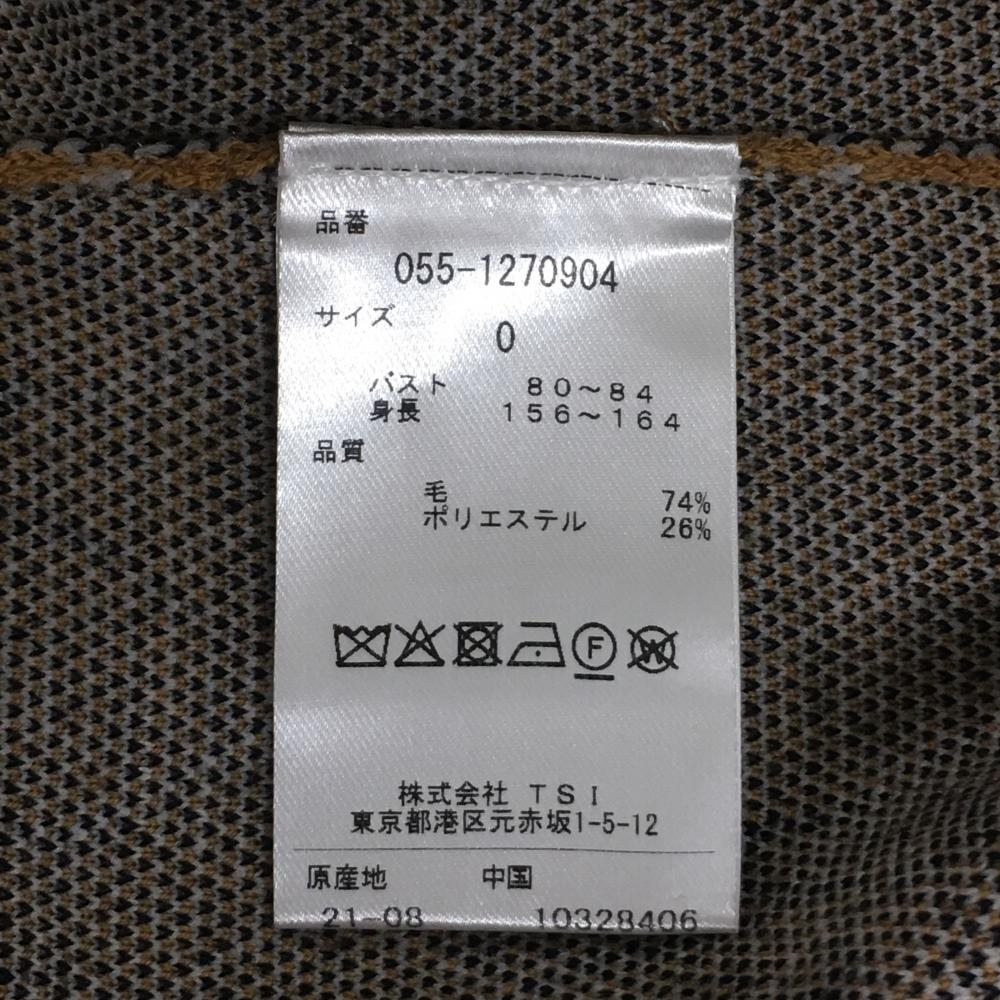 品番
055-1270904
サイズ
0
バスト 80～84
身長 156～164
品質
毛 74%
ポリエステル 26%
F W
株式会社 TSI
東京都港区元赤坂1-5-12
原産地 中国
21-08 10328406